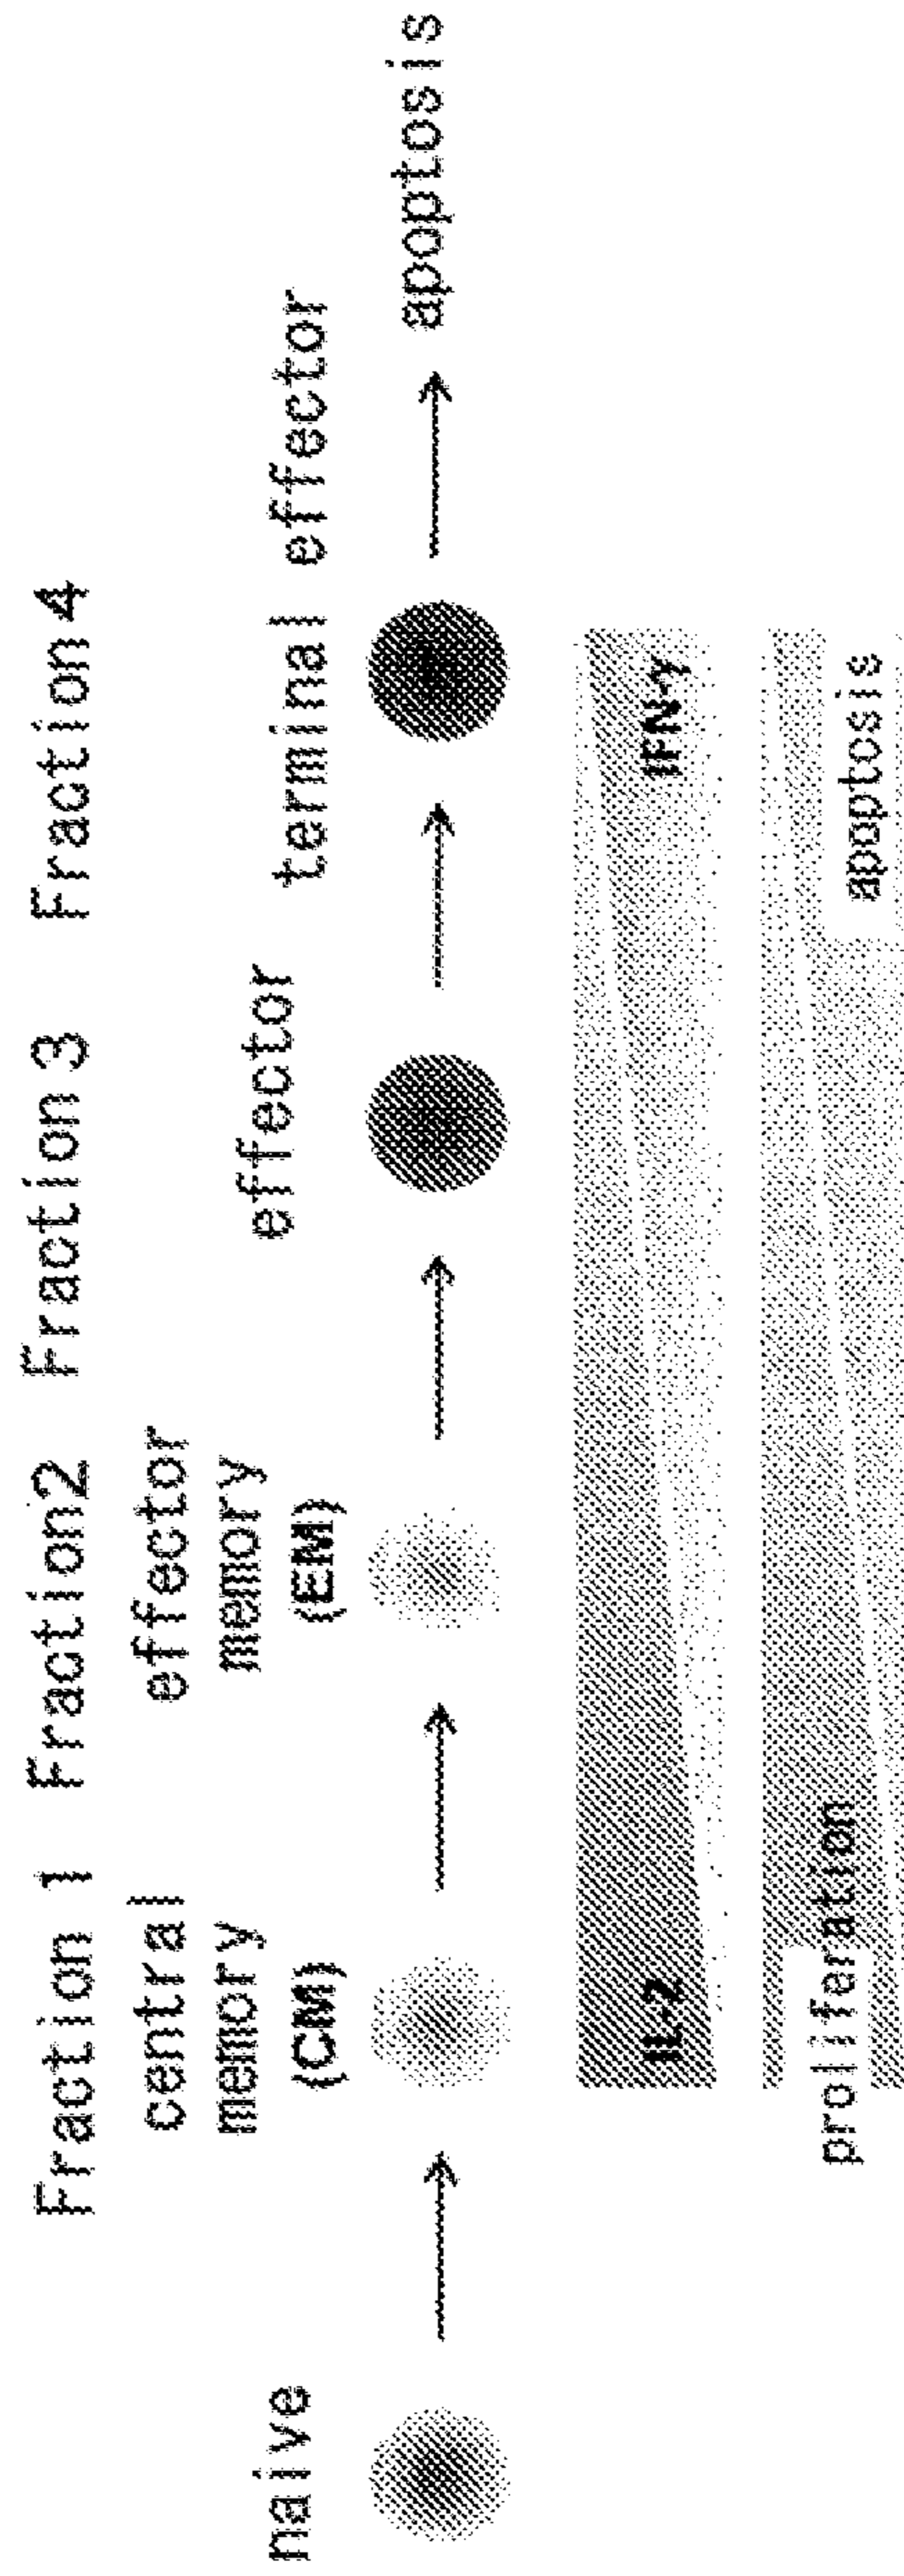 Fraction 1 Fraction2 Fraction 3 Fraction 4
naive
central
memory
(CM)
effector
memory
(EM)
effector
terminal effector
apoptosis
IL-2
IFN-γ
proliferation
apoptosis